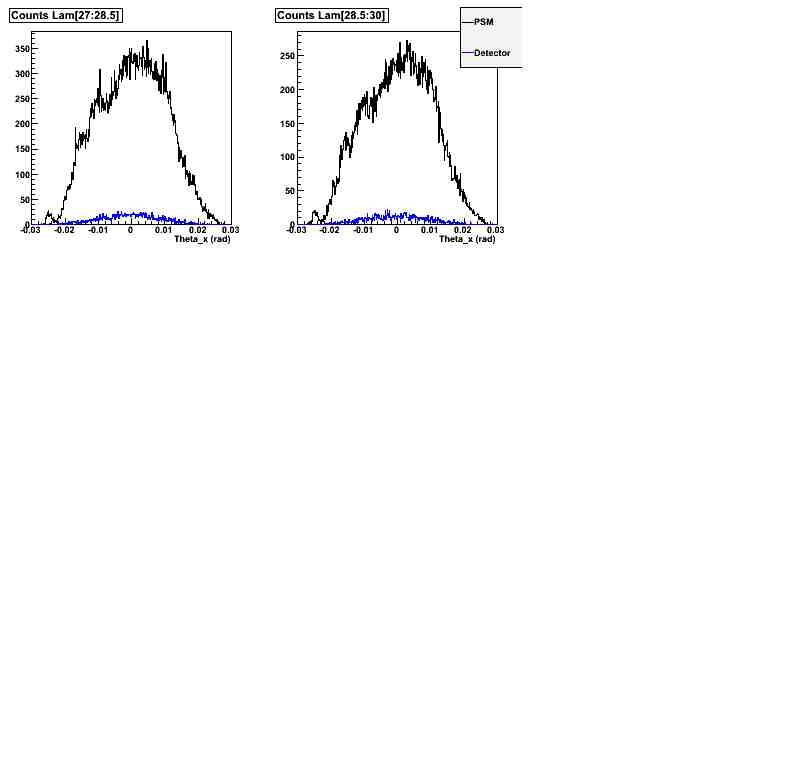 Counts Lam[27:28.5]
350
300
250
200
150
100
50
0
-0.03 -0.02 -0.01 0 0.01 0.02 0.03
Theta_x (rad)
Counts Lam[28.5:30]
250
200
150
100
50
0
-0.03 -0.02 -0.01 0 0.01 0.02 0.03
Theta_x (rad)
PSM
Detector